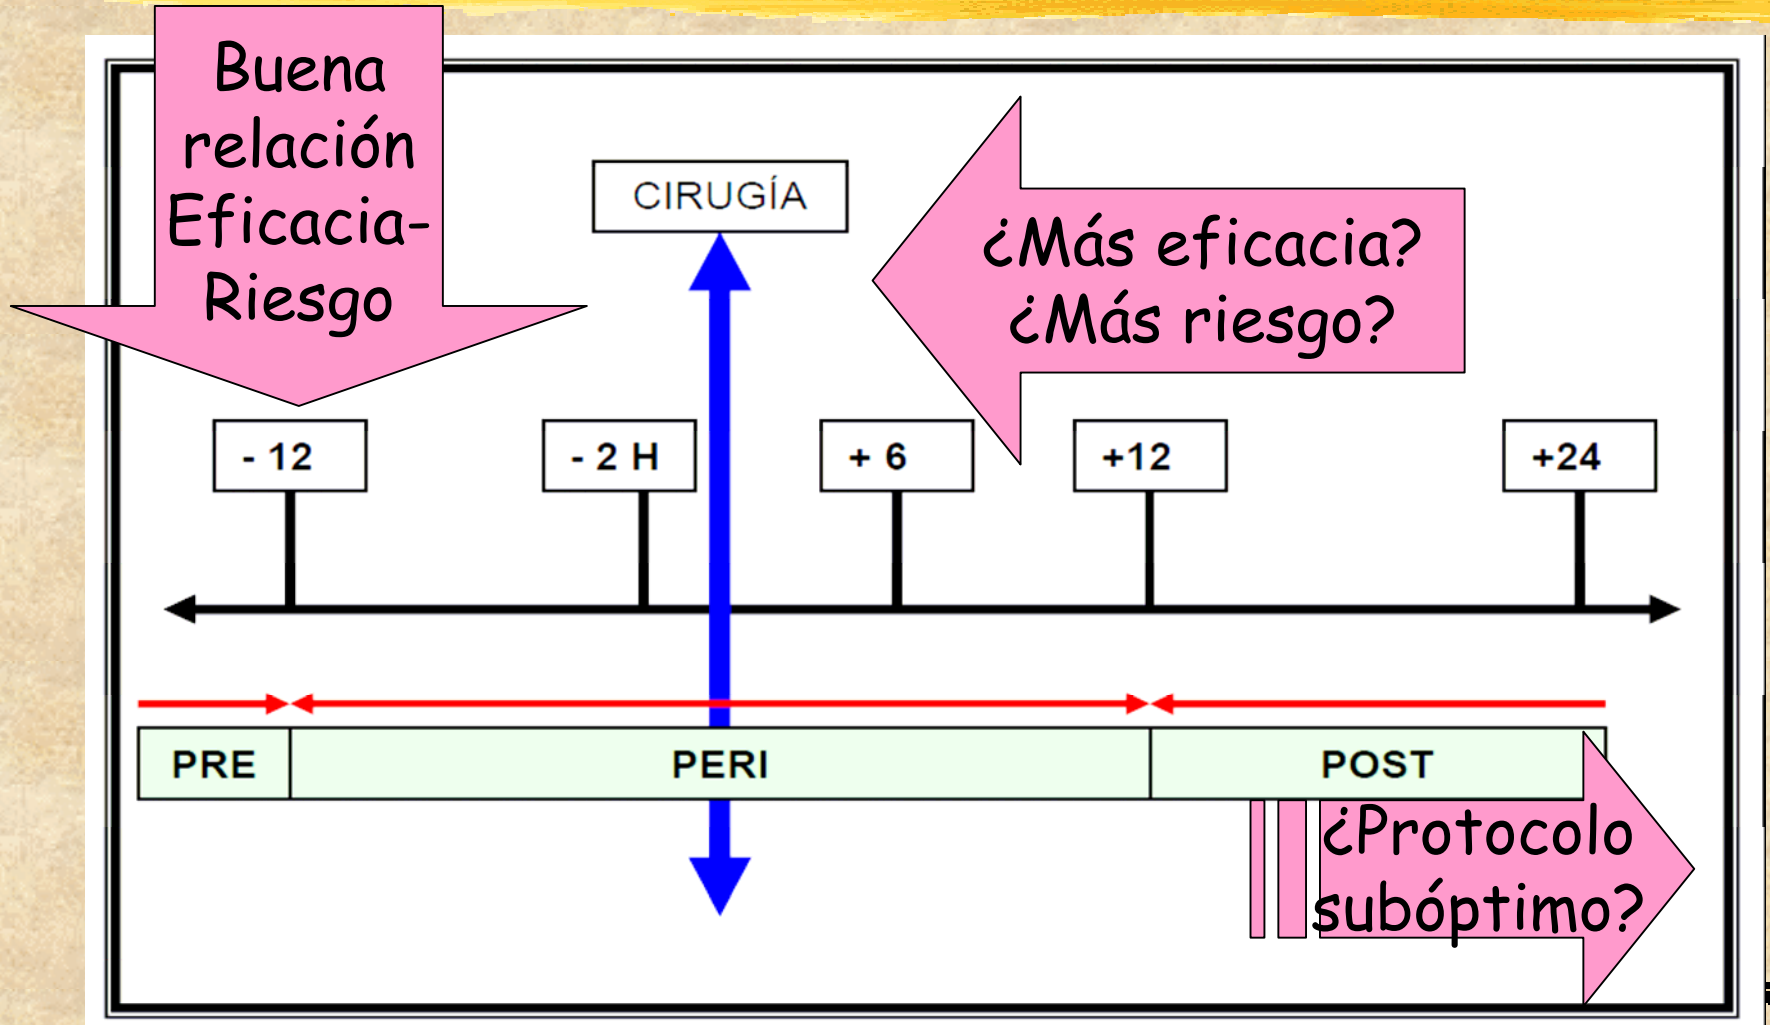 Buena
relación
Eficacia-
Riesgo
CIRUGÍA
¿Más eficacia?
¿Más riesgo?
- 12
- 2 H
+ 6
+12
+24
PRE
PERI
POST
¿Protocolo
subóptimo?